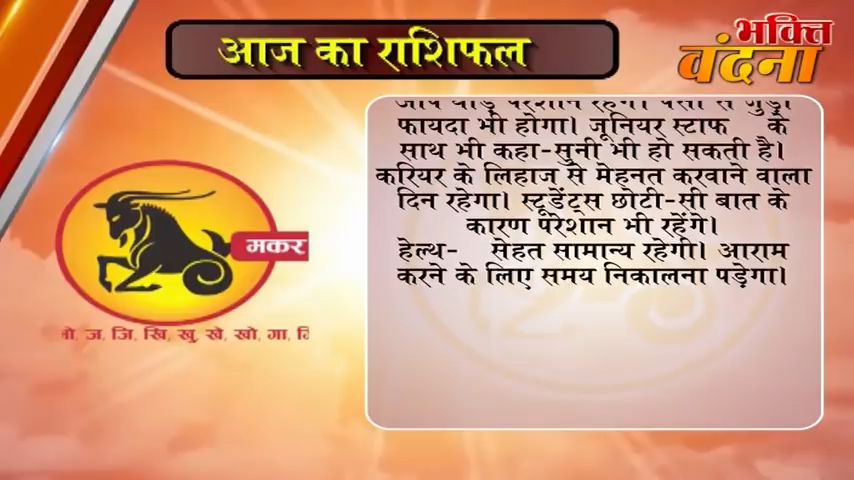 आज का राशिफल
भक्ति
वंदना
फायदा भी होगा। जूनियर स्टाफ के
साथ भी कहा-सुनी भी हो सकती है।
करियर के लिहाज से मेहनत करवाने वाला
दिन रहेगा। स्टूडेंट्स छोटी-सी बात के
कारण परेशान भी रहेंगे।
हेल्थ- सेहत सामान्य रहेगी। आराम
करने के लिए समय निकालना पड़ेगा।
मकर
ज, जि, खि, खु, खे, खो, गा,